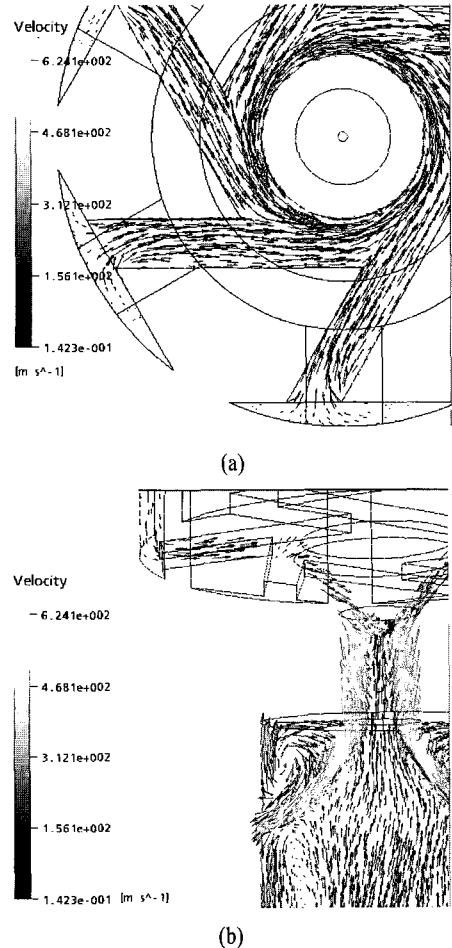 Velocity
6.241e+002
4.681e+002
3.121e+002
1.561e+002
1.423e-001
[m s^-1]
(a)
Velocity
6.241e+002
4.681e+002
3.121e+002
1.561e+002
1.423e-001 [m s^-1]
(b)